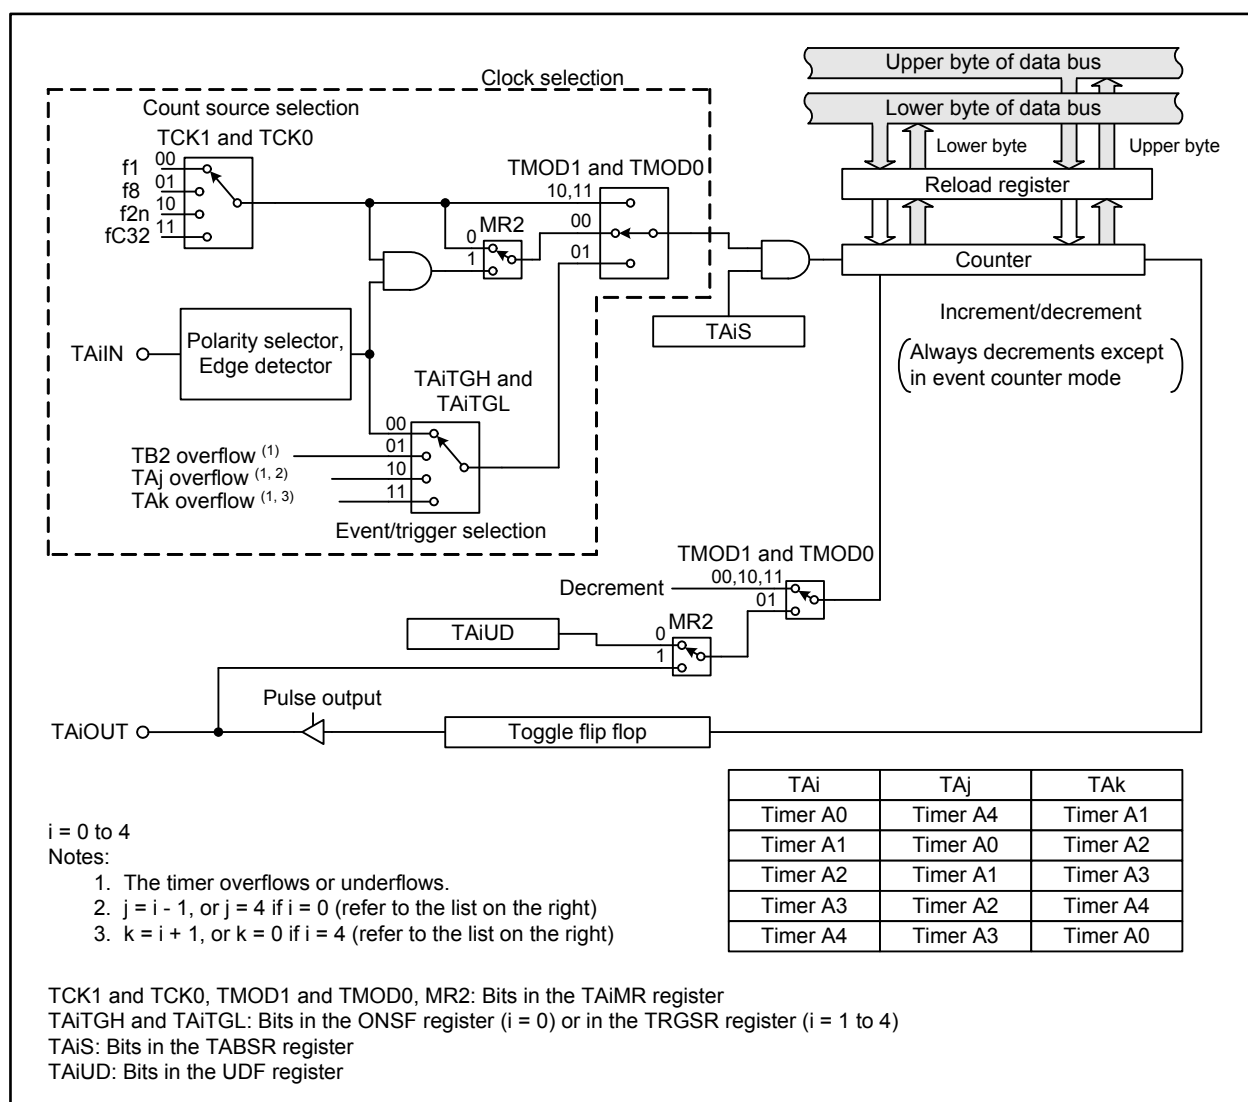 Upper byte of data bus
Clock selection
Lower byte of data bus
Count source selection
TCK1 and TCK0
Lower byte
Upper byte
f1 00
f8 01
f2n 10
fC32 11
TMOD1 and TMOD0
10,11
00
01
Reload register
MR2
0
1
Counter
TAiS
Increment/decrement
(Always decrements except
in event counter mode)
TAiIN
Polarity selector,
Edge detector
TAiTGH and
TAiTGL
00
01
10
11
TB2 overflow (1)
TAj overflow (1, 2)
TAk overflow (1, 3)
Event/trigger selection
TMOD1 and TMOD0
Decrement
00,10,11
01
TAiUD
MR2
0
1
Pulse output
TAiOUT
Toggle flip flop
TAi TAj TAk
Timer A0 Timer A4 Timer A1
Timer A1 Timer A0 Timer A2
Timer A2 Timer A1 Timer A3
Timer A3 Timer A2 Timer A4
Timer A4 Timer A3 Timer A0
i = 0 to 4
Notes:
1. The timer overflows or underflows.
2. j = i - 1, or j = 4 if i = 0 (refer to the list on the right)
3. k = i + 1, or k = 0 if i = 4 (refer to the list on the right)
TCK1 and TCK0, TMOD1 and TMOD0, MR2: Bits in the TAiMR register
TAiTGH and TAiTGL: Bits in the ONSF register (i = 0) or in the TRGSR register (i = 1 to 4)
TAiS: Bits in the TABSR register
TAiUD: Bits in the UDF register